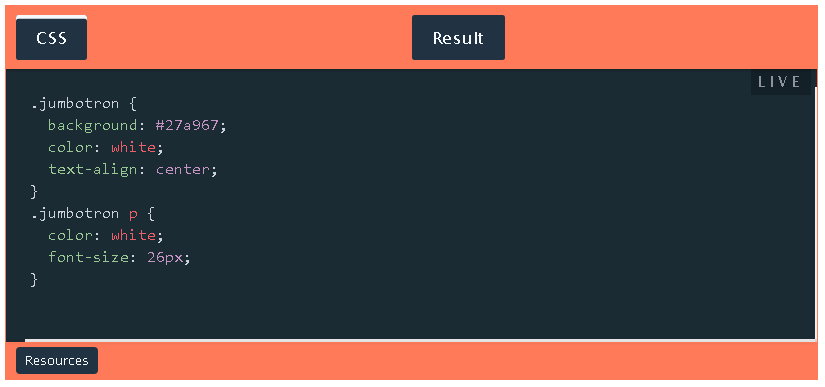 CSS
Result
LIVE
.jumbotron {
  background: #27a967;
  color: white;
  text-align: center;
}
.jumbotron p {
  color: white;
  font-size: 26px;
}
Resources